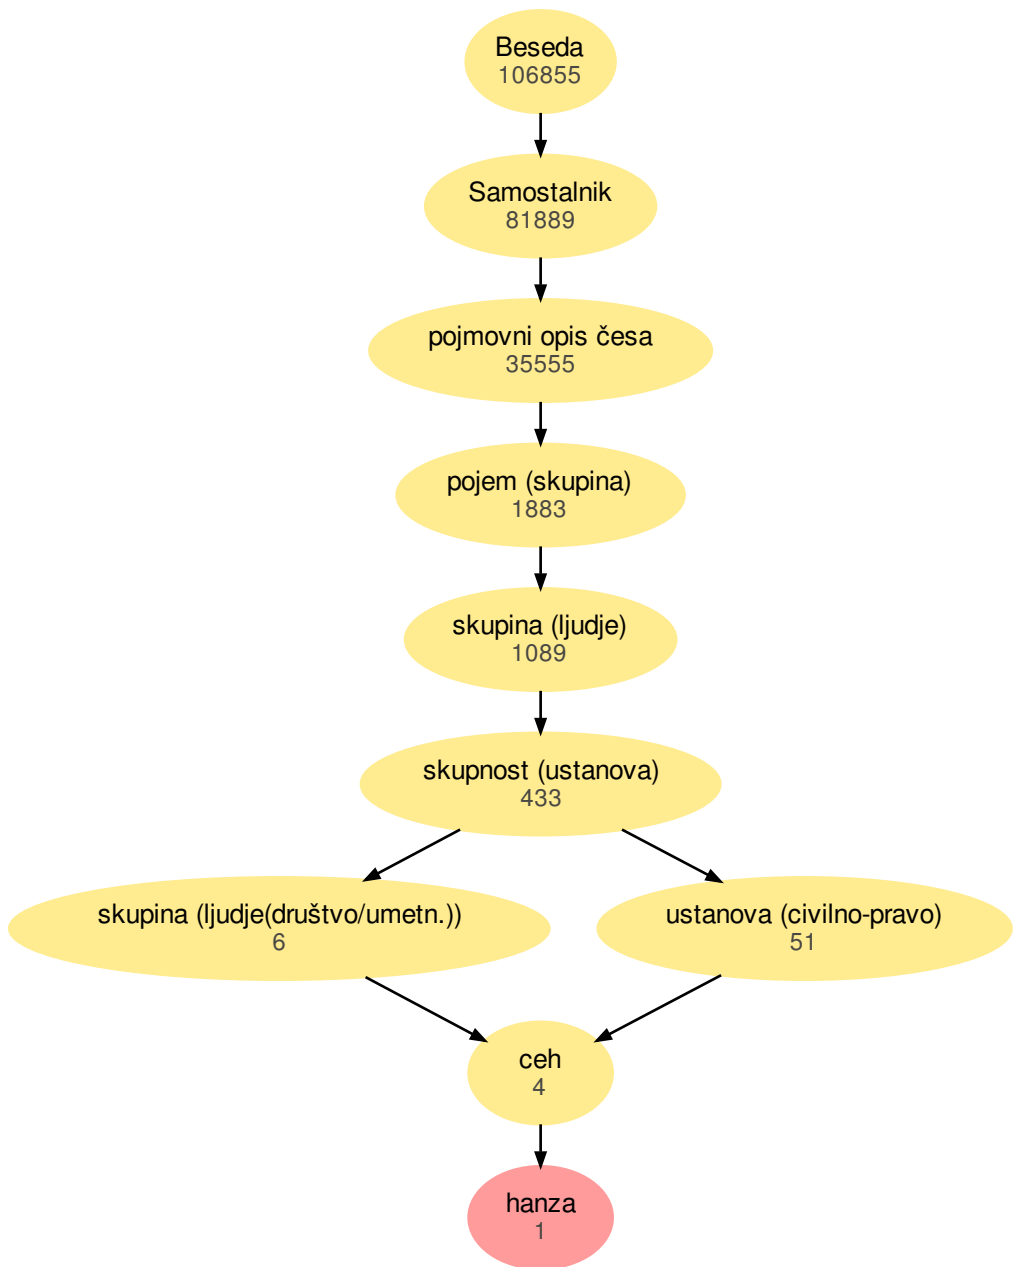 Beseda
106855
Samostalnik
81889
pojmovni opis česa
35555
pojem (skupina)
1883
skupina (ljudje)
1089
skupnost (ustanova)
433
skupina (ljudje(društvo/umetn.))
6
ustanova (civilno-pravo)
51
ceh
4
hanza
1